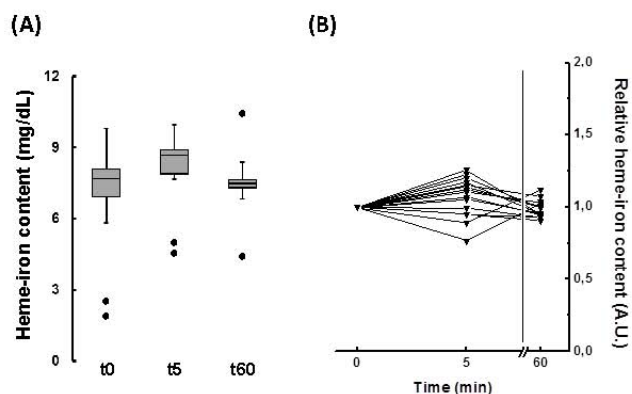 (A)
(B)
Heme-iron content (mg/dL)
12
9
6
3
0
t0
t5
t60
2,0
1,5
1,0
0,5
0,0
Relative heme-iron
content (A.U.)
0
5
60
Time (min)